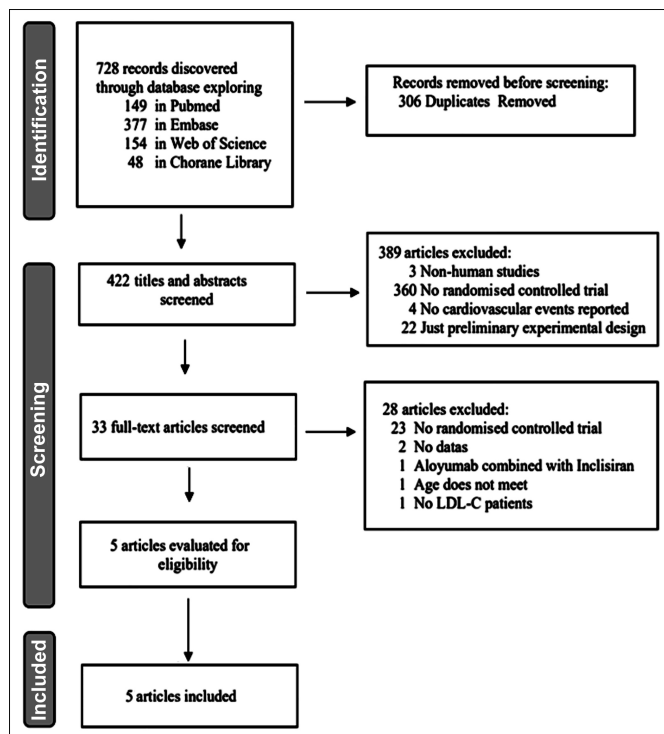 Identification
728 records discovered
through database exploring
149 in Pubmed
377 in Embase
154 in Web of Science
48 in Chorane Library
Records removed before screening:
306 Duplicates Removed
Screening
422 titles and abstracts
screened
389 articles excluded:
3 Non-human studies
360 No randomised controlled trial
4 No cardiovascular events reported
22 Just preliminary experimental design
33 full-text articles screened
28 articles excluded:
23 No randomised controlled trial
2 No datas
1 Aloyumab combined with Inclisiran
1 Age does not meet
1 No LDL-C patients
5 articles evaluated for
eligibility
Included
5 articles included